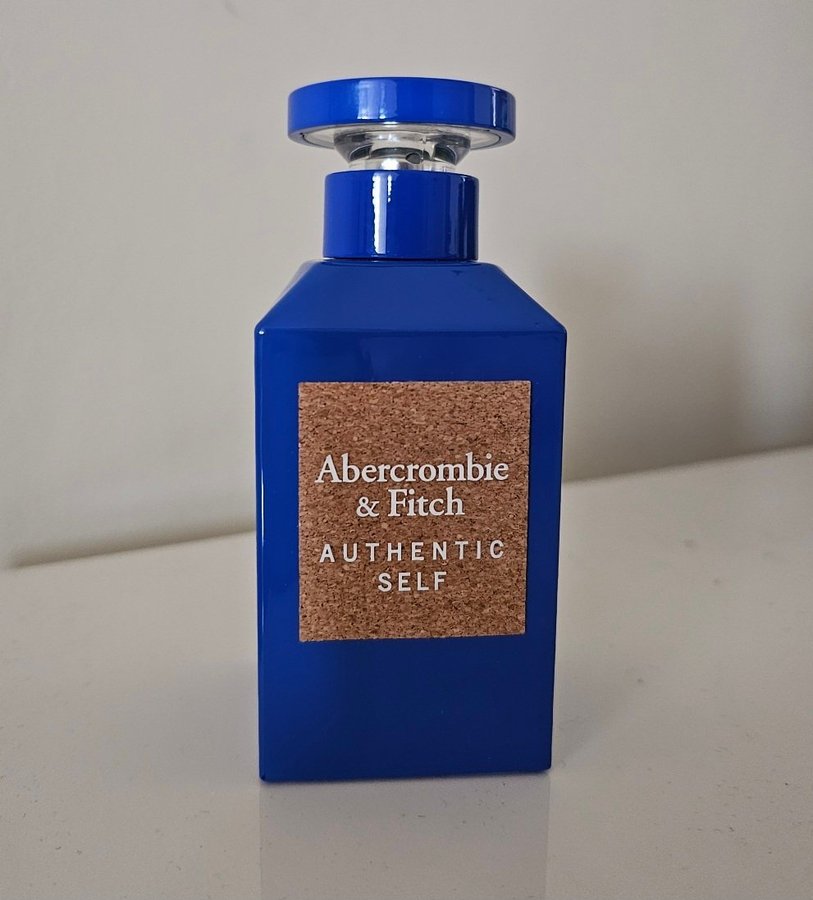 Abercrombie
& Fitch
AUTHENTIC
SELF